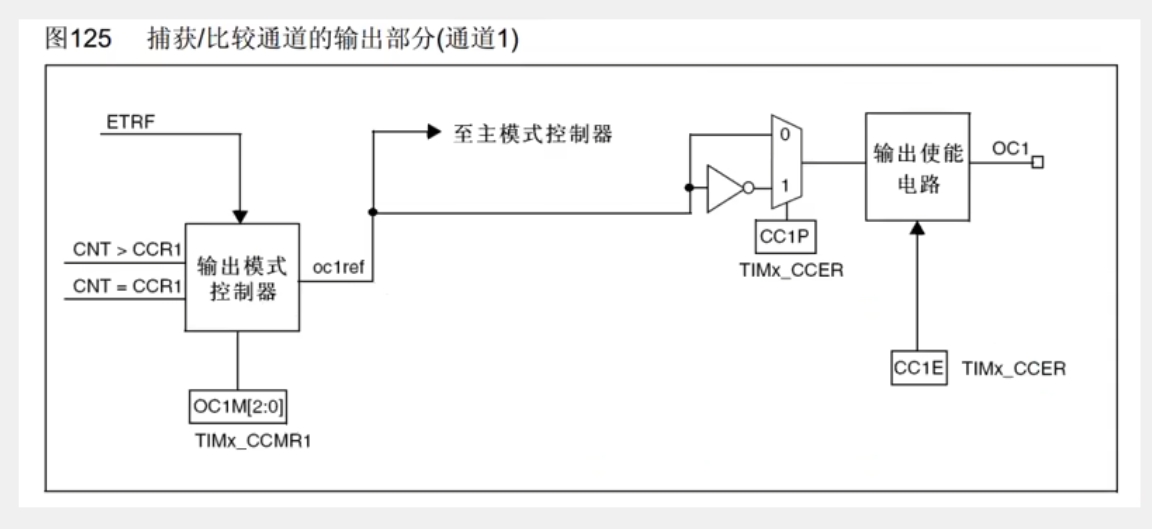 图125 捕获/比较通道的输出部分(通道1)
ETRF
至主模式控制器
0
1
输出使能
电路
OC1
CC1P
TIMx_CCER
CNT > CCR1
CNT = CCR1
输出模式
控制器
oc1ref
CC1E
TIMx_CCER
OC1M[2:0]
TIMx_CCMR1